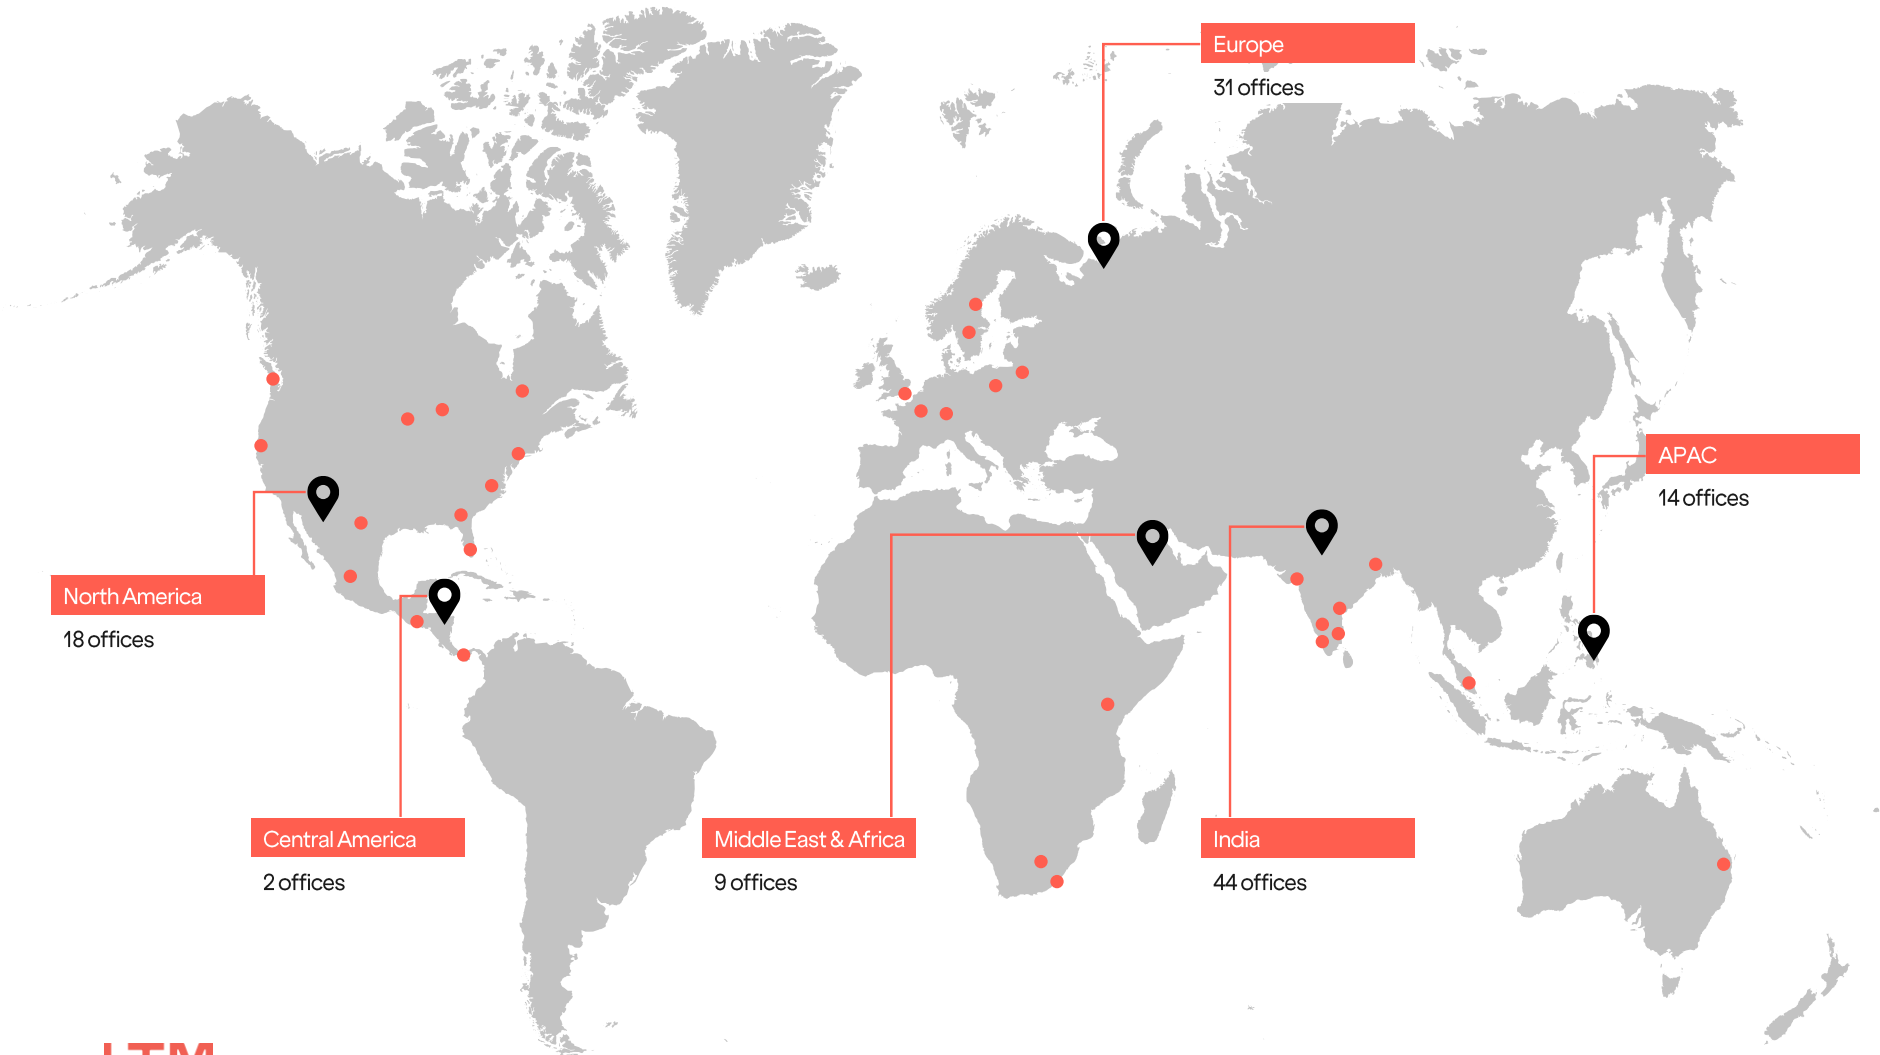 Europe
31 offices
APAC
14 offices
North America
18 offices
Central America
2 offices
Middle East & Africa
9 offices
India
44 offices
LTM